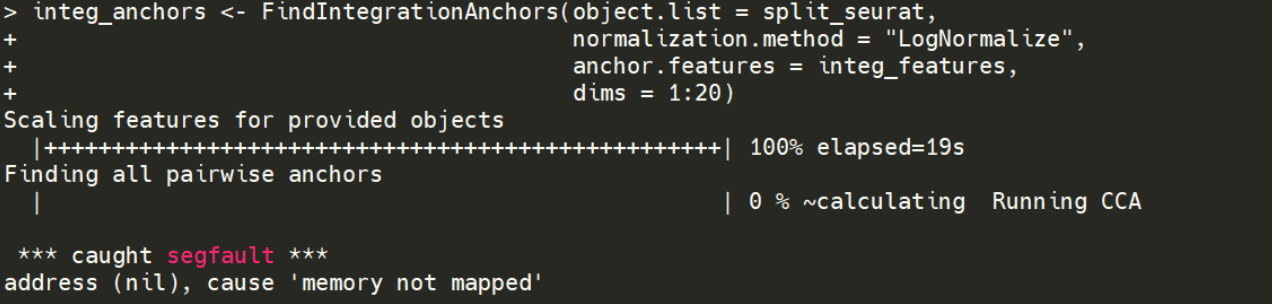 > integ_anchors <- FindIntegrationAnchors(object.list = split_seurat,
+                                         normalization.method = "LogNormalize",
+                                         anchor.features = integ_features,
+                                         dims = 1:20)
Scaling features for provided objects
  |++++++++++++++++++++++++++++++++++++++++++++++++++| 100% elapsed=19s
Finding all pairwise anchors
  |                                                  | 0 % ~calculating  Running CCA
 *** caught segfault ***
address (nil), cause 'memory not mapped'